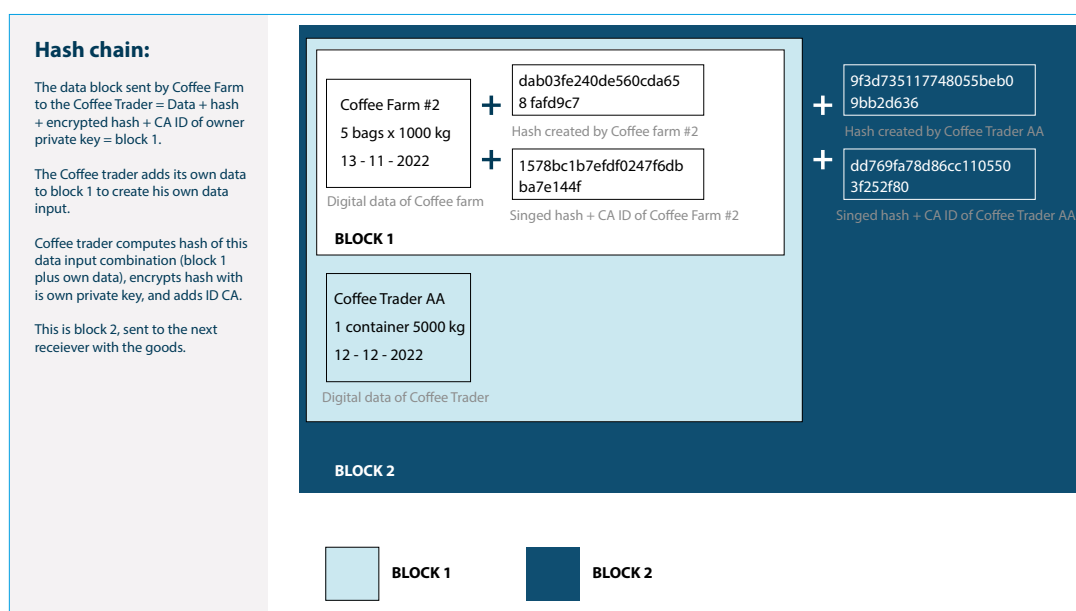 Hash chain:
The data block sent by Coffee Farm
to the Coffee Trader = Data + hash
+ encrypted hash + CA ID of owner
private key = block 1.
The Coffee trader adds its own data
to block 1 to create his own data
input.
Coffee trader computes hash of this
data input combination (block 1
plus own data), encrypts hash with
is own private key, and adds ID CA.
This is block 2, sent to the next
receiever with the goods.
Coffee Farm #2
5 bags x 1000 kg
13 - 11 - 2022
Digital data of Coffee farm
+
dab03fe240de560cda65
8 fafd9c7
Hash created by Coffee farm #2
+
1578bc1b7efdf0247f6db
ba7e144f
Singed hash + CA ID of Coffee Farm #2
BLOCK 1
Coffee Trader AA
1 container 5000 kg
12 - 12 - 2022
Digital data of Coffee Trader
+
9f3d735117748055beb0
9bb2d636
Hash created by Coffee Trader AA
+
dd769fa78d86cc110550
3f252f80
Singed hash + CA ID of Coffee Trader AA
BLOCK 2
BLOCK 1
BLOCK 2